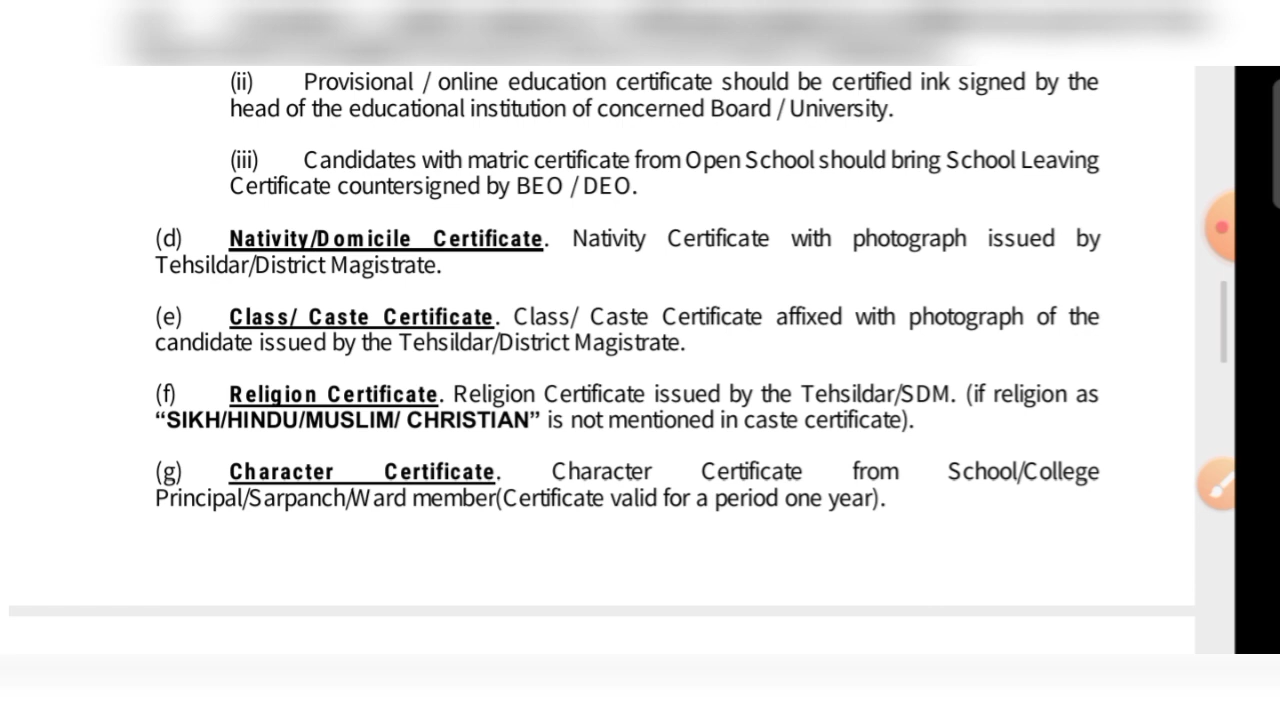 (ii) Provisional / online education certificate should be certified ink signed by the
head of the educational institution of concerned Board / University.
(iii) Candidates with matric certificate from Open School should bring School Leaving
Certificate countersigned by BEO / DEO.
(d) Nativity/Domicile Certificate. Nativity Certificate with photograph issued by
Tehsildar/District Magistrate.
(e) Class/ Caste Certificate. Class/ Caste Certificate affixed with photograph of the
candidate issued by the Tehsildar/District Magistrate.
(f) Religion Certificate. Religion Certificate issued by the Tehsildar/SDM. (if religion as
“SIKH/HINDU/MUSLIM/ CHRISTIAN” is not mentioned in caste certificate).
(g) Character Certificate. Character Certificate from School/College
Principal/Sarpanch/Ward member(Certificate valid for a period one year).